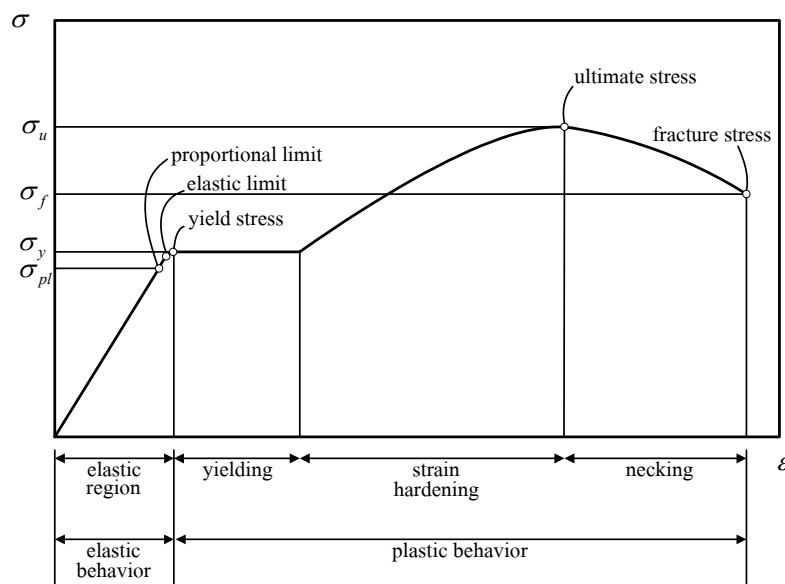 σ
ultimate stress
σu
fracture stress
proportional limit
elastic limit
σf
yield stress
σy
σpl
ε
elastic
region
yielding
strain
hardening
necking
elastic
behavior
plastic behavior